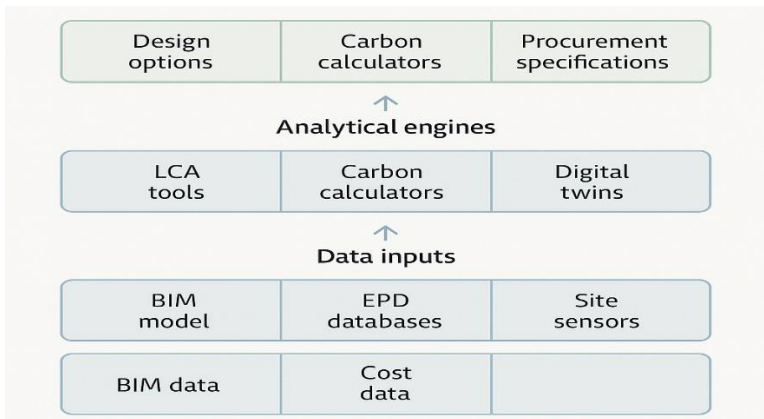 Design Carbon Procurement
options calculators specifications
Analytical engines
LCA Carbon Digital
tools calculators twins
Data inputs
BIM EPD Site
model databases sensors
BIM data Cost
data